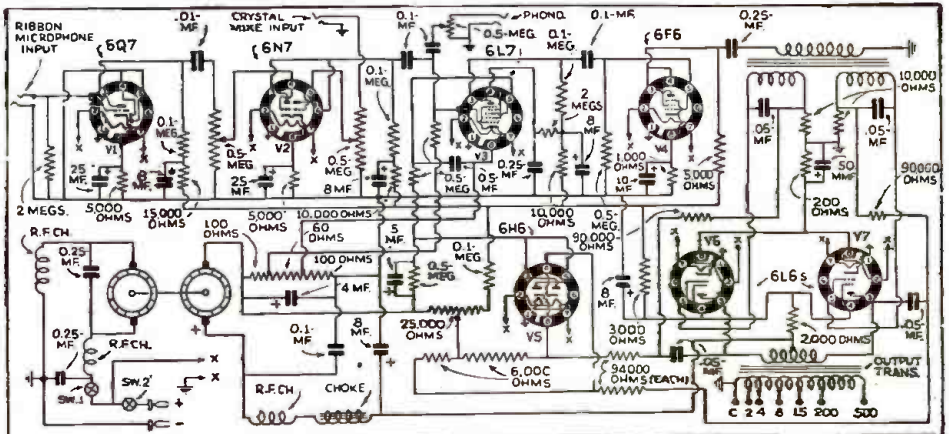 RIBBON
MICROPHONE
INPUT
6Q7
.01-
MF.
CRYSTAL
MIKE INPUT
6N7
0.1-
MF.
PHONO.
0.5-MEG.
6L7
0.1-
MEG.
0.1-MF.
6F6
0.25-
MF.
10,000
OHMS
V1
0.1-
MEG.
V2
0.1-
MEG.
V3
2
MEGS.
8
MF.
V4
.05-
MF.
.05-
MF.
25
MF.
8
MF.
0.5-
MEG.
25
MF.
0.5-
MEG.
8 MF.
0.5-
MEG.
0.5-
MF.
0.25-
MF.
1,000
OHMS
10
MF.
5,000
OHMS
50
MMF.
200
OHMS
90000
OHMS
2 MEGS.
5,000
OHMS
15,000
OHMS
5,000
OHMS
10,000 OHMS
10,000
OHMS
0.5-
MEG.
90,000-
OHMS
R.F.CH.
0.25
MF.
100
OHMS
60
OHMS
100 OHMS
4 MF.
5
MF.
0.5-
MEG.
0.1-
MEG.
6H6
V5
8
MF.
V6
6L6s
V7
0.25-
MF.
R.F.CH.
SW.1
SW.2
X
X
+
-
0.1-
MF.
8
MF.
25,000
OHMS
6,000
OHMS
3000
OHMS
94000
OHMS
(EACH)
.05-
MF.
2,000 OHMS
0.5-
MF.
OUTPUT
TRANS.
R.F.CH.
CHOKE
C 2 4 8 15 200 500